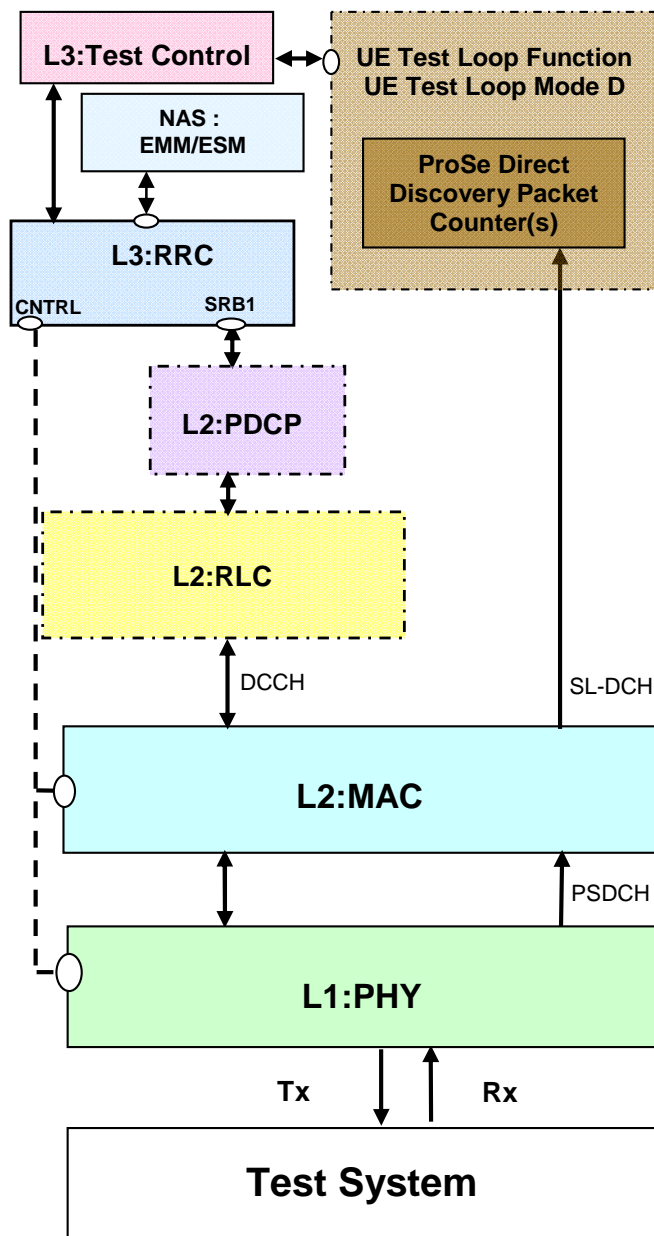 L3:Test Control
UE Test Loop Function
UE Test Loop Mode D
NAS :
EMM/ESM
ProSe Direct
Discovery Packet
Counter(s)
L3:RRC
CNTRL
SRB1
L2:PDCP
L2:RLC
DCCH
SL-DCH
L2:MAC
PSDCH
L1:PHY
Tx
Rx
Test System